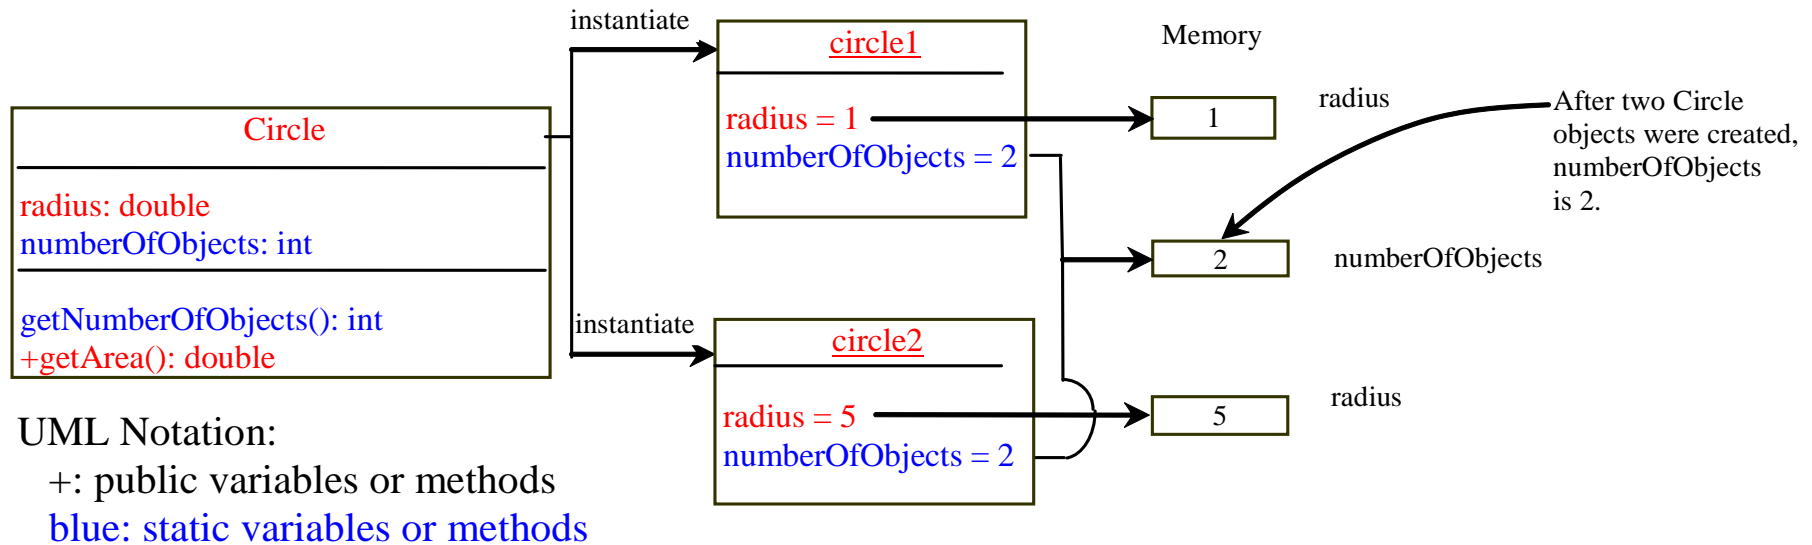 instantiate
circle1
Memory
radius = 1
numberOfObjects = 2
1
radius
After two Circle
objects were created,
numberOfObjects
is 2.
Circle
radius: double
numberOfObjects: int
getNumberOfObjects(): int
+getArea(): double
2
numberOfObjects
instantiate
circle2
radius = 5
numberOfObjects = 2
5
radius
UML Notation:
+: public variables or methods
blue: static variables or methods